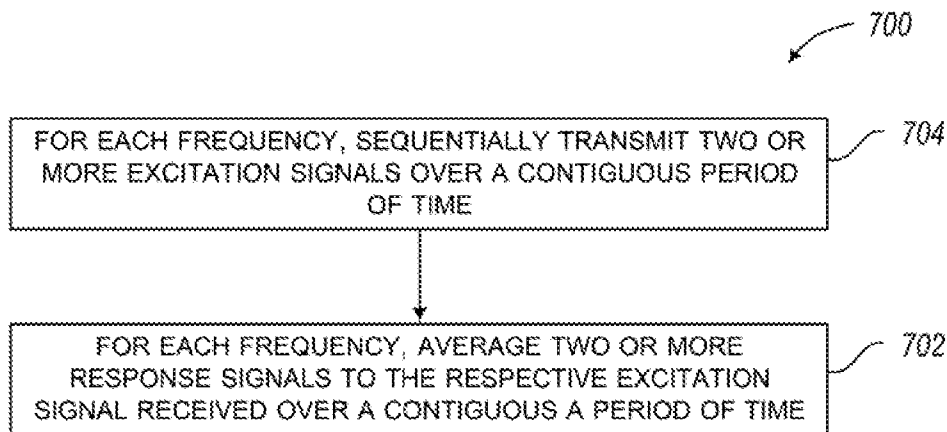 700
FOR EACH FREQUENCY, SEQUENTIALLY TRANSMIT TWO OR
MORE EXCITATION SIGNALS OVER A CONTIGUOUS PERIOD
OF TIME
704
FOR EACH FREQUENCY, AVERAGE TWO OR MORE
RESPONSE SIGNALS TO THE RESPECTIVE EXCITATION
SIGNAL RECEIVED OVER A CONTIGUOUS A PERIOD OF TIME
702